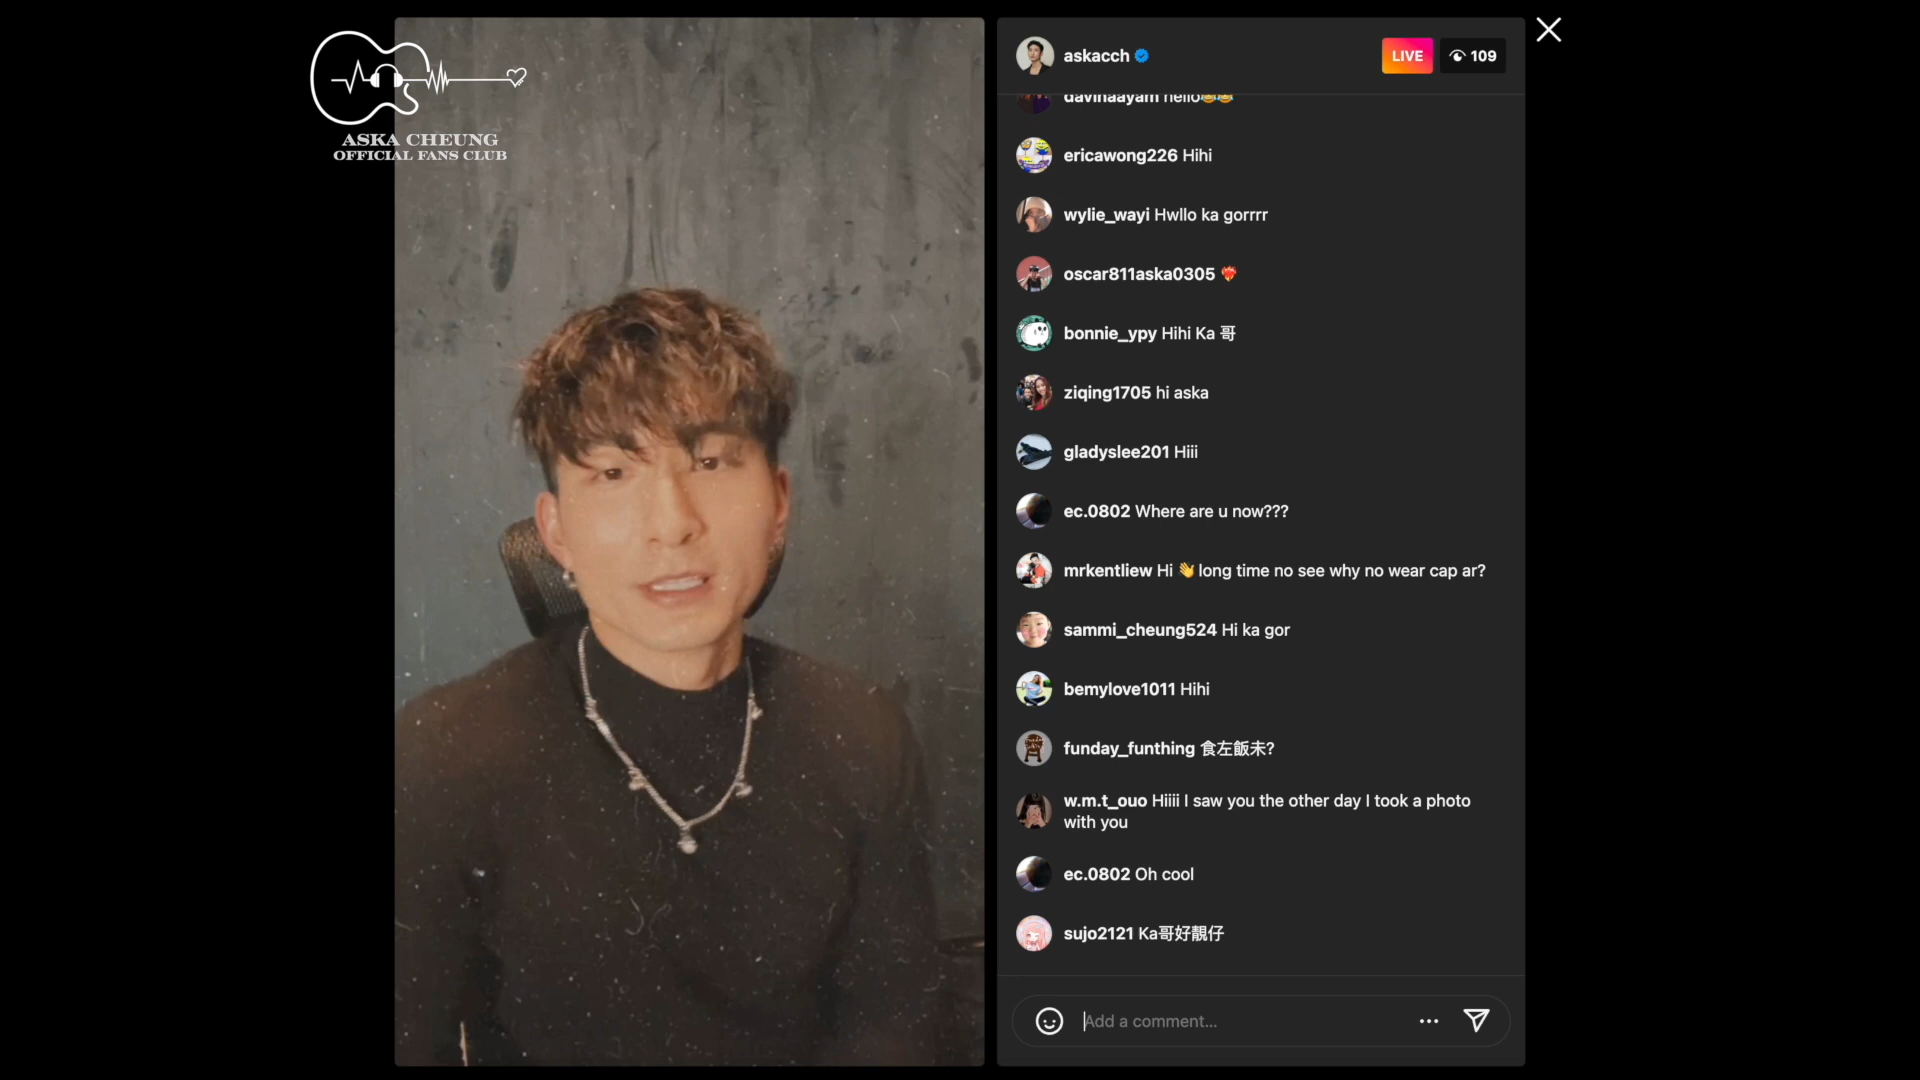 ASKA CHEUNG
OFFICIAL FANS CLUB
askacch
LIVE
109
davinaayam hello😂😂
ericawong226 Hihi
wylie_wayi Hwllo ka gorrrr
oscar811aska0305 ❤️‍🔥
bonnie_ypy Hihi Ka 哥
ziqing1705 hi aska
gladyslee201 Hiii
ec.0802 Where are u now???
mrkentliew Hi 👋 long time no see why no wear cap ar?
sammi_cheung524 Hi ka gor
bemylove1011 Hihi
funday_funthing 食左飯未?
w.m.t_ouo Hiiii I saw you the other day I took a photo
with you
ec.0802 Oh cool
sujo2121 Ka哥好靚仔
Add a comment...